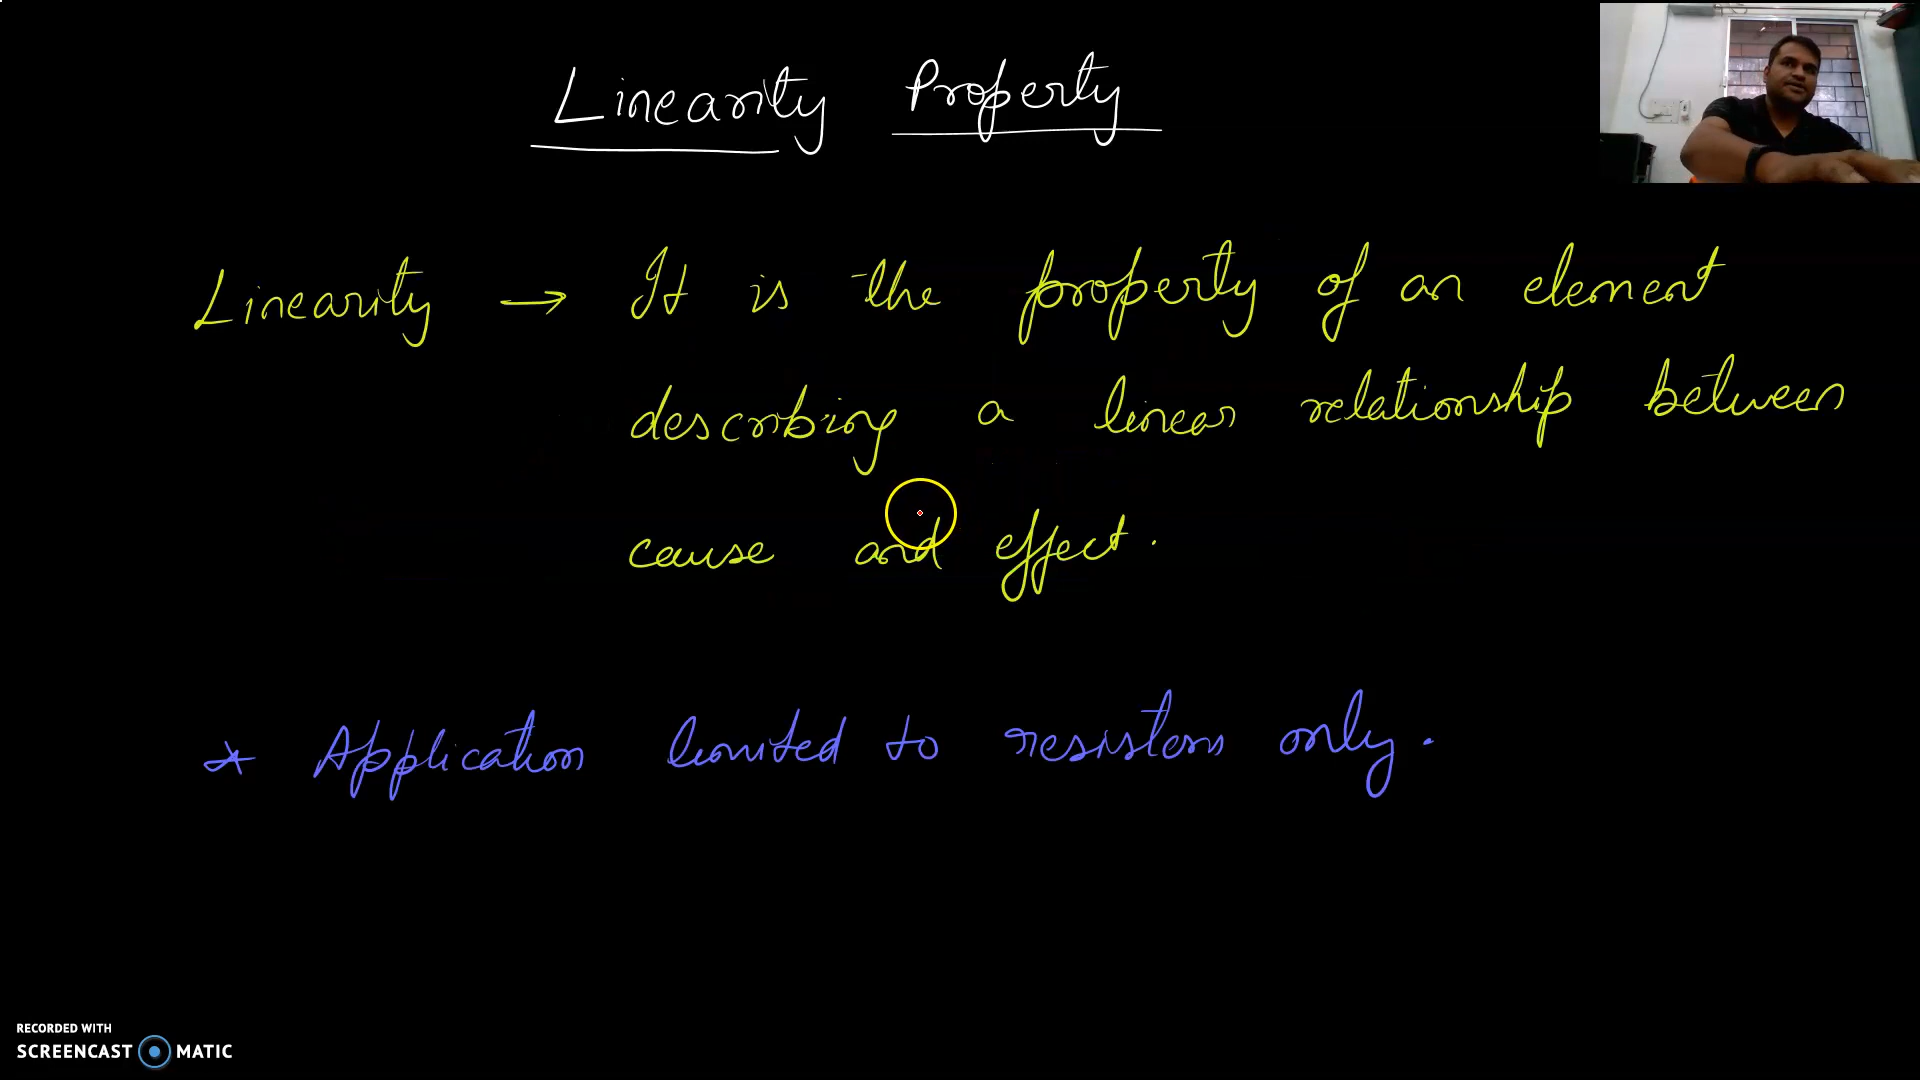 Linearity Property
Linearity → It is the property of an element
describing a linear relationship between
cause and effect.
* Application limited to resistors only.
RECORDED WITH
SCREENCAST MATIC